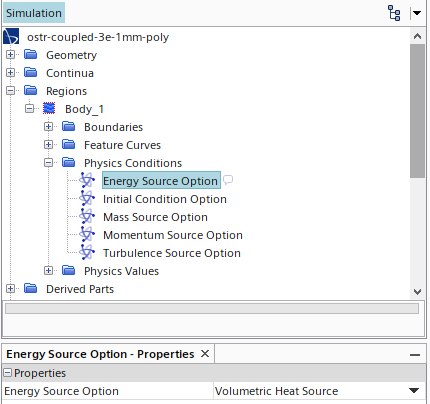 Simulation
ostr-coupled-3e-1mm-poly
Geometry
Continua
Regions
Body_1
Boundaries
Feature Curves
Physics Conditions
Energy Source Option
Initial Condition Option
Mass Source Option
Momentum Source Option
Turbulence Source Option
Physics Values
Derived Parts
Energy Source Option - Properties
Properties
Energy Source Option Volumetric Heat Source